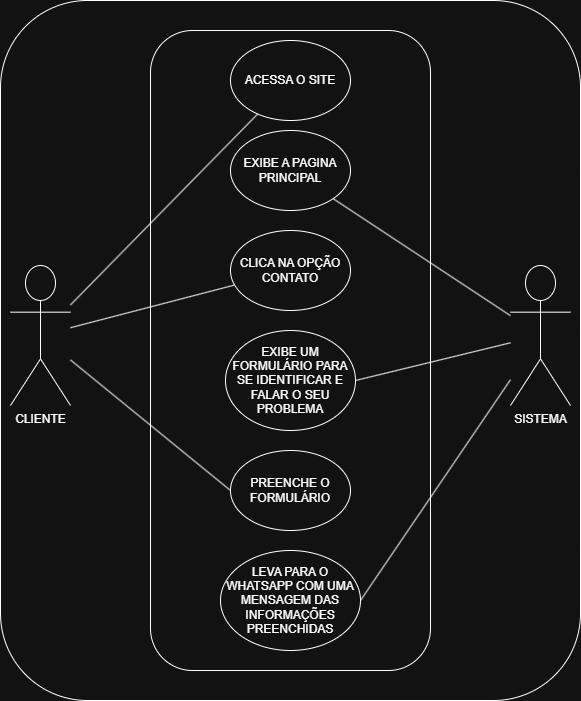 ACESSA O SITE
EXIBE A PAGINA
PRINCIPAL
CLICA NA OPÇÃO
CONTATO
EXIBE UM
FORMULÁRIO PARA
SE IDENTIFICAR E
FALAR O SEU
PROBLEMA
CLIENTE
SISTEMA
PREENCHE O
FORMULÁRIO
LEVA PARA O
WHATSAPP COM UMA
MENSAGEM DAS
INFORMAÇÕES
PREENCHIDAS